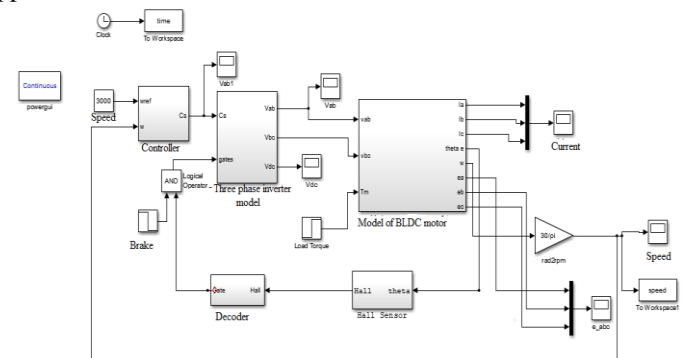 time
Clock
To Workspace
Continuous
powergui
3000
Speed
wref
w
Ca
Controller
Vab1
Ca
gates
Vab
Vbc
Vdc
Three phase inverter
model
Vab
Vdc
AND
Logical
Operator
Brake
Load Torque
vab
vbc
Tm
Ia
Ib
Ic
theta e
w
ea
eb
ec
Model of BLDC motor
Current
30/pi
rad2rpm
Speed
speed
To Workspace1
e_abc
Gate
Hall
Decoder
Hall
theta
Hall Sensor